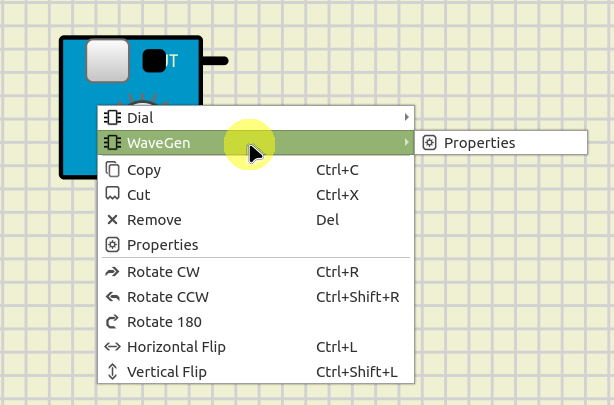 Dial
WaveGen
Properties
Copy Ctrl+C
Cut Ctrl+X
Remove Del
Properties
Rotate CW Ctrl+R
Rotate CCW Ctrl+Shift+R
Rotate 180
Horizontal Flip Ctrl+L
Vertical Flip Ctrl+Shift+L